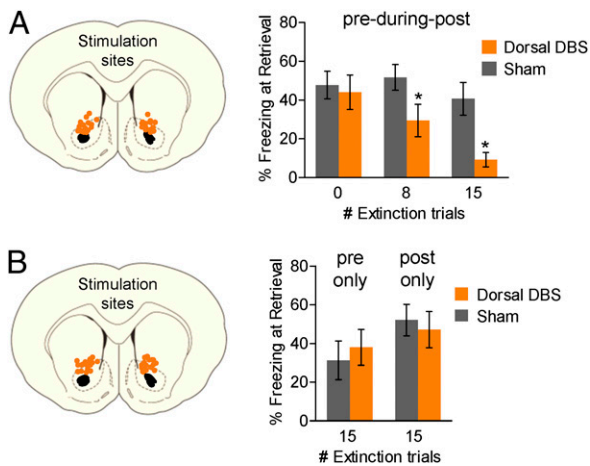 A
Stimulation
sites
pre-during-post
Dorsal DBS
Sham
% Freezing at Retrieval
80
60
40
20
0
*
*
0 8 15
# Extinction trials
B
Stimulation
sites
pre
only
post
only
Dorsal DBS
Sham
% Freezing at Retrieval
80
60
40
20
0
15 15
# Extinction trials